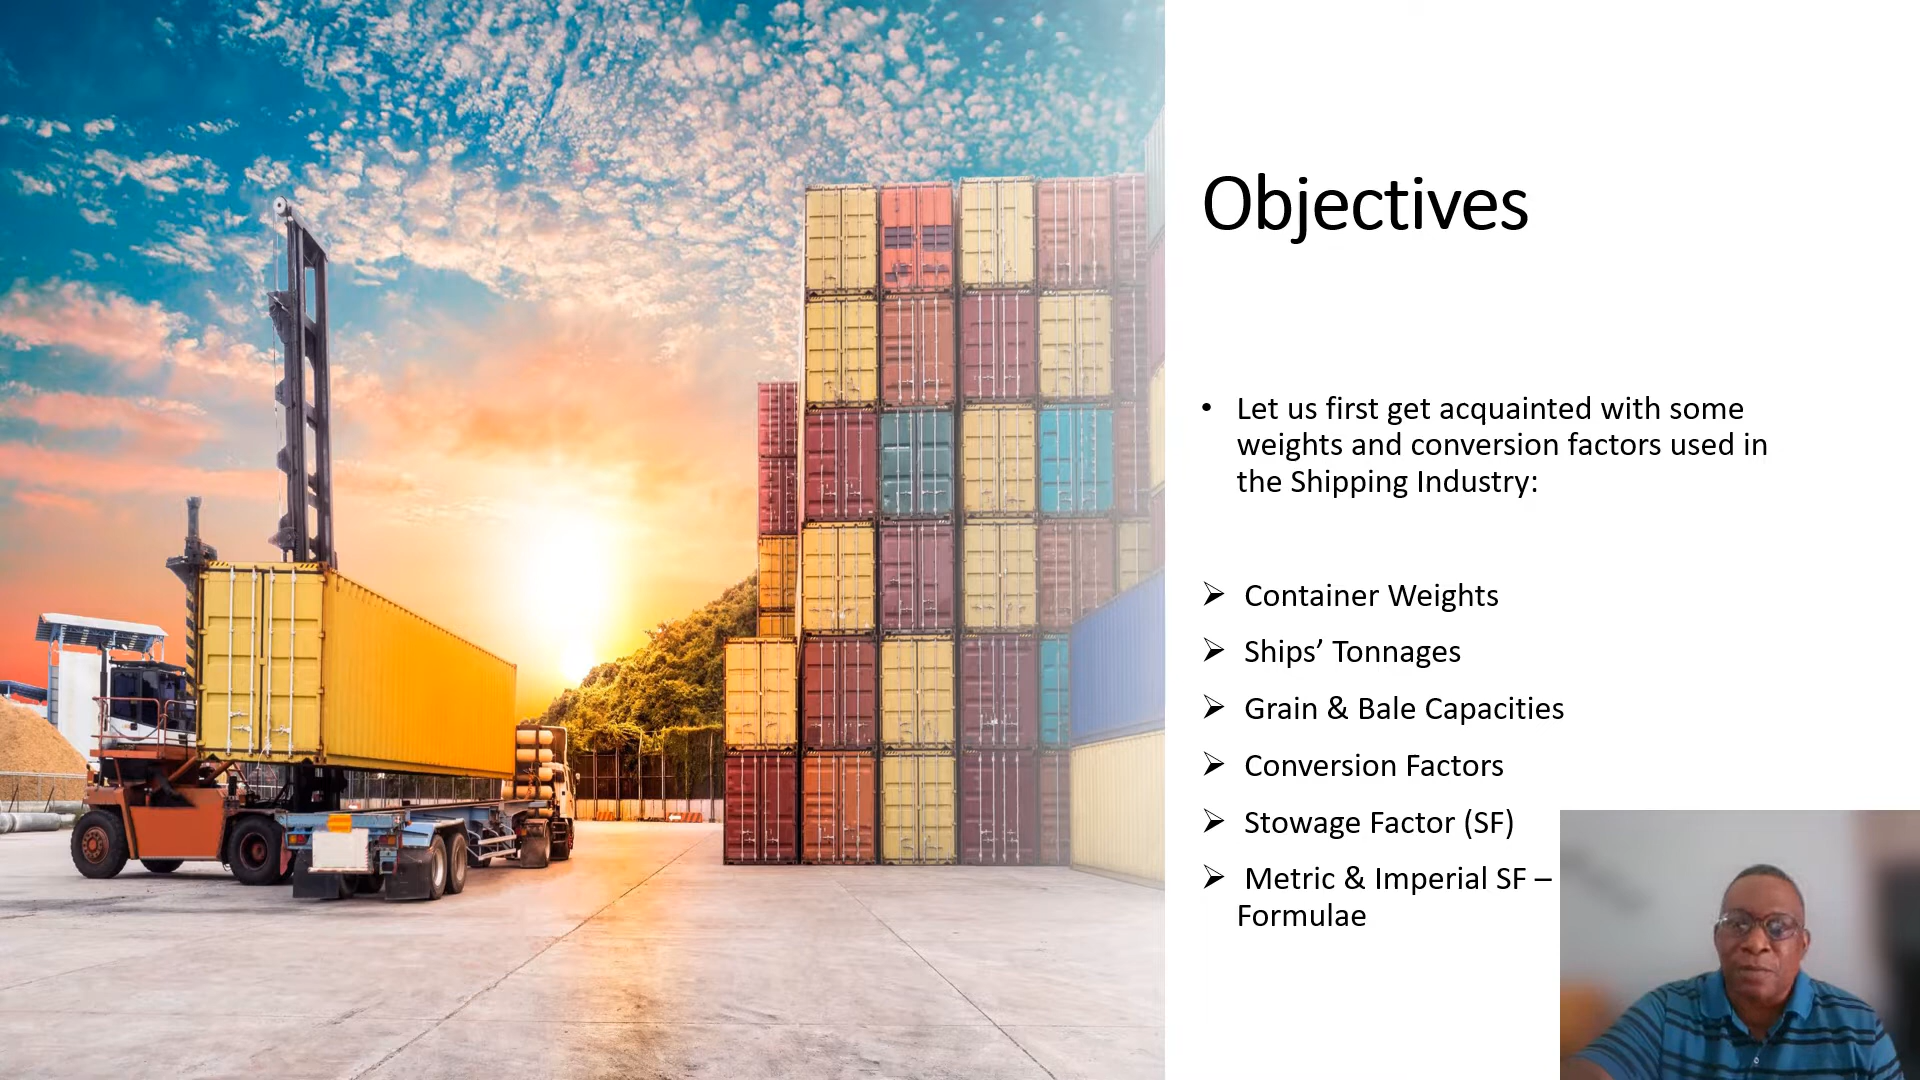 Objectives
• Let us first get acquainted with some
weights and conversion factors used in
the Shipping Industry:
➢ Container Weights
➢ Ships’ Tonnages
➢ Grain & Bale Capacities
➢ Conversion Factors
➢ Stowage Factor (SF)
➢ Metric & Imperial SF –
Formulae